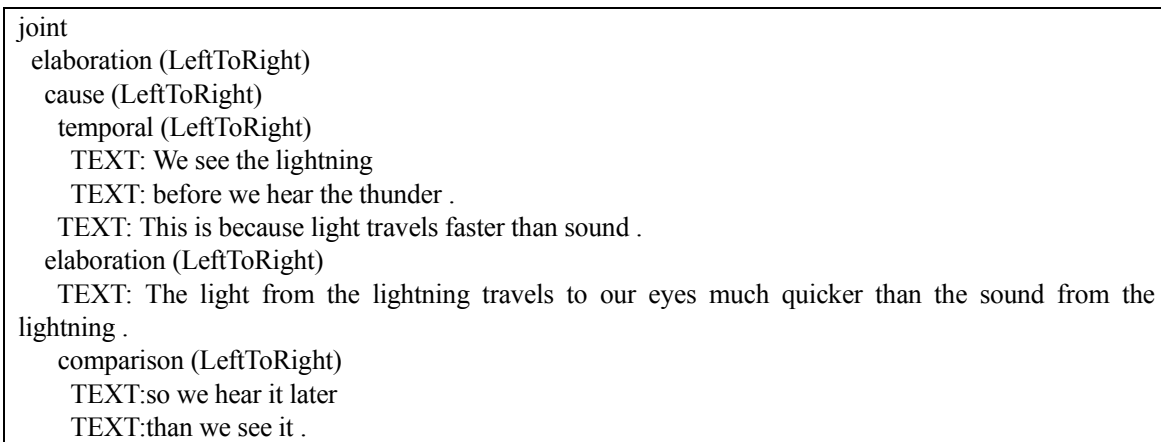 joint
elaboration (LeftToRight)
cause (LeftToRight)
temporal (LeftToRight)
TEXT: We see the lightning
TEXT: before we hear the thunder .
TEXT: This is because light travels faster than sound .
elaboration (LeftToRight)
TEXT: The light from the lightning travels to our eyes much quicker than the sound from the
lightning .
comparison (LeftToRight)
TEXT:so we hear it later
TEXT:than we see it .